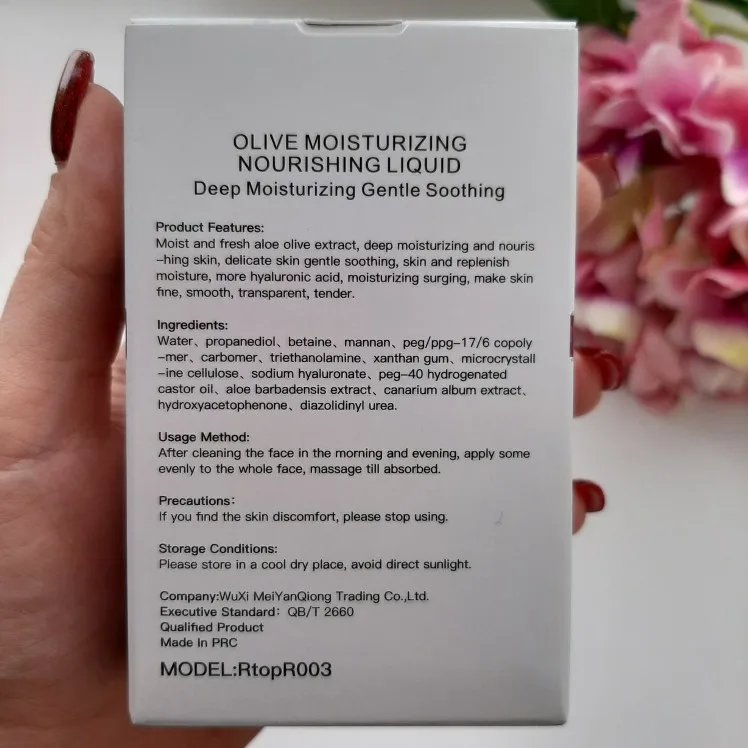 OLIVE MOISTURIZING
NOURISHING LIQUID
Deep Moisturizing Gentle Soothing
Product Features:
Moist and fresh aloe olive extract, deep moisturizing and nouris
-hing skin, delicate skin gentle soothing, skin and replenish
moisture, more hyaluronic acid, moisturizing surging, make skin
fine, smooth, transparent, tender.
Ingredients:
Water、propanediol、betaine、mannan、peg/ppg-17/6 copoly
-mer、carbomer、triethanolamine、xanthan gum、microcrystall
-ine cellulose、sodium hyaluronate、peg-40 hydrogenated
castor oil、aloe barbadensis extract、canarium album extract、
hydroxyacetophenone、diazolidinyl urea.
Usage Method:
After cleaning the face in the morning and evening, apply some
evenly to the whole face, massage till absorbed.
Precautions：
If you find the skin discomfort, please stop using.
Storage Conditions:
Please store in a cool dry place, avoid direct sunlight.
Company:WuXi MeiYanQiong Trading Co.,Ltd.
Executive Standard：QB/T 2660
Qualified Product
Made In PRC
MODEL:RtopR003